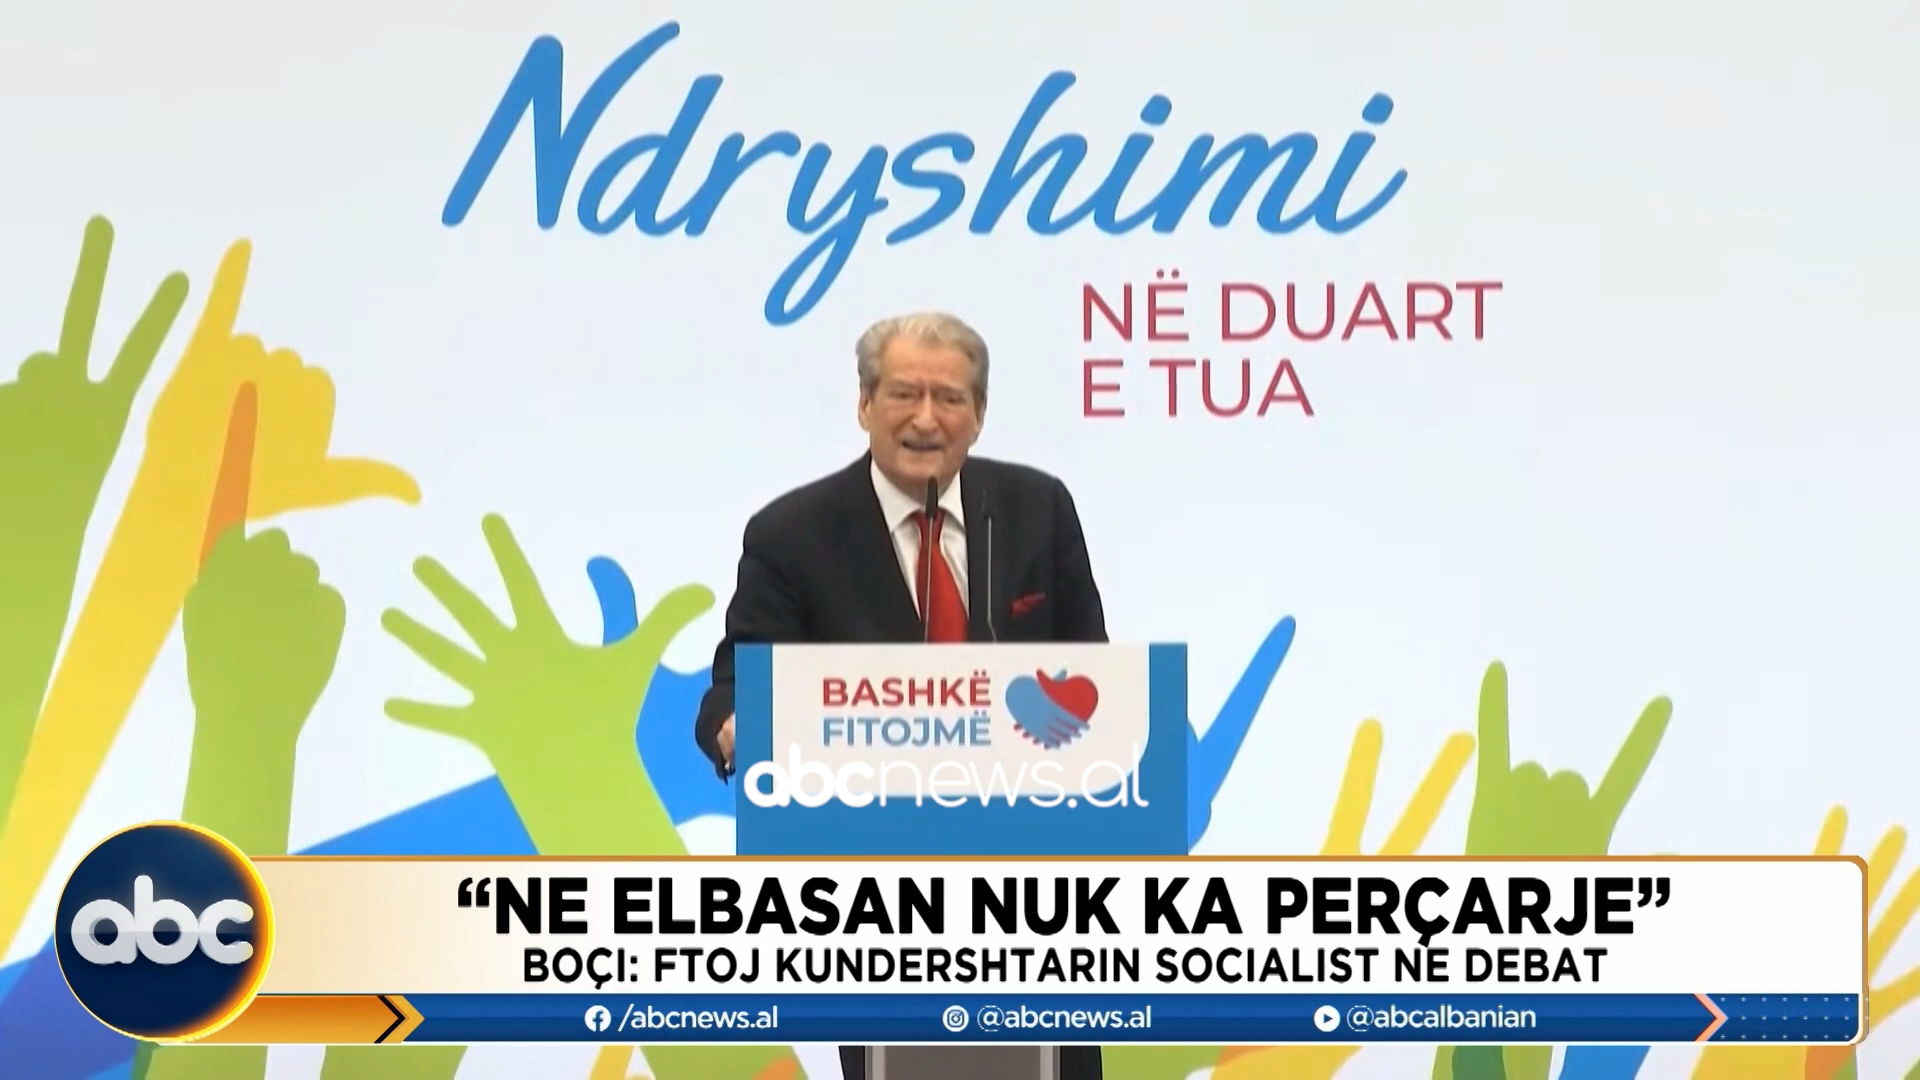 Ndryshimi
NË DUART
E TUA
BASHKË
FITOJMË
abcnews.al
abc
“NE ELBASAN NUK KA PERÇARJE”
BOÇI: FTOJ KUNDERSHTARIN SOCIALIST NE DEBAT
/abcnews.al @abcnews.al @abcalbanian